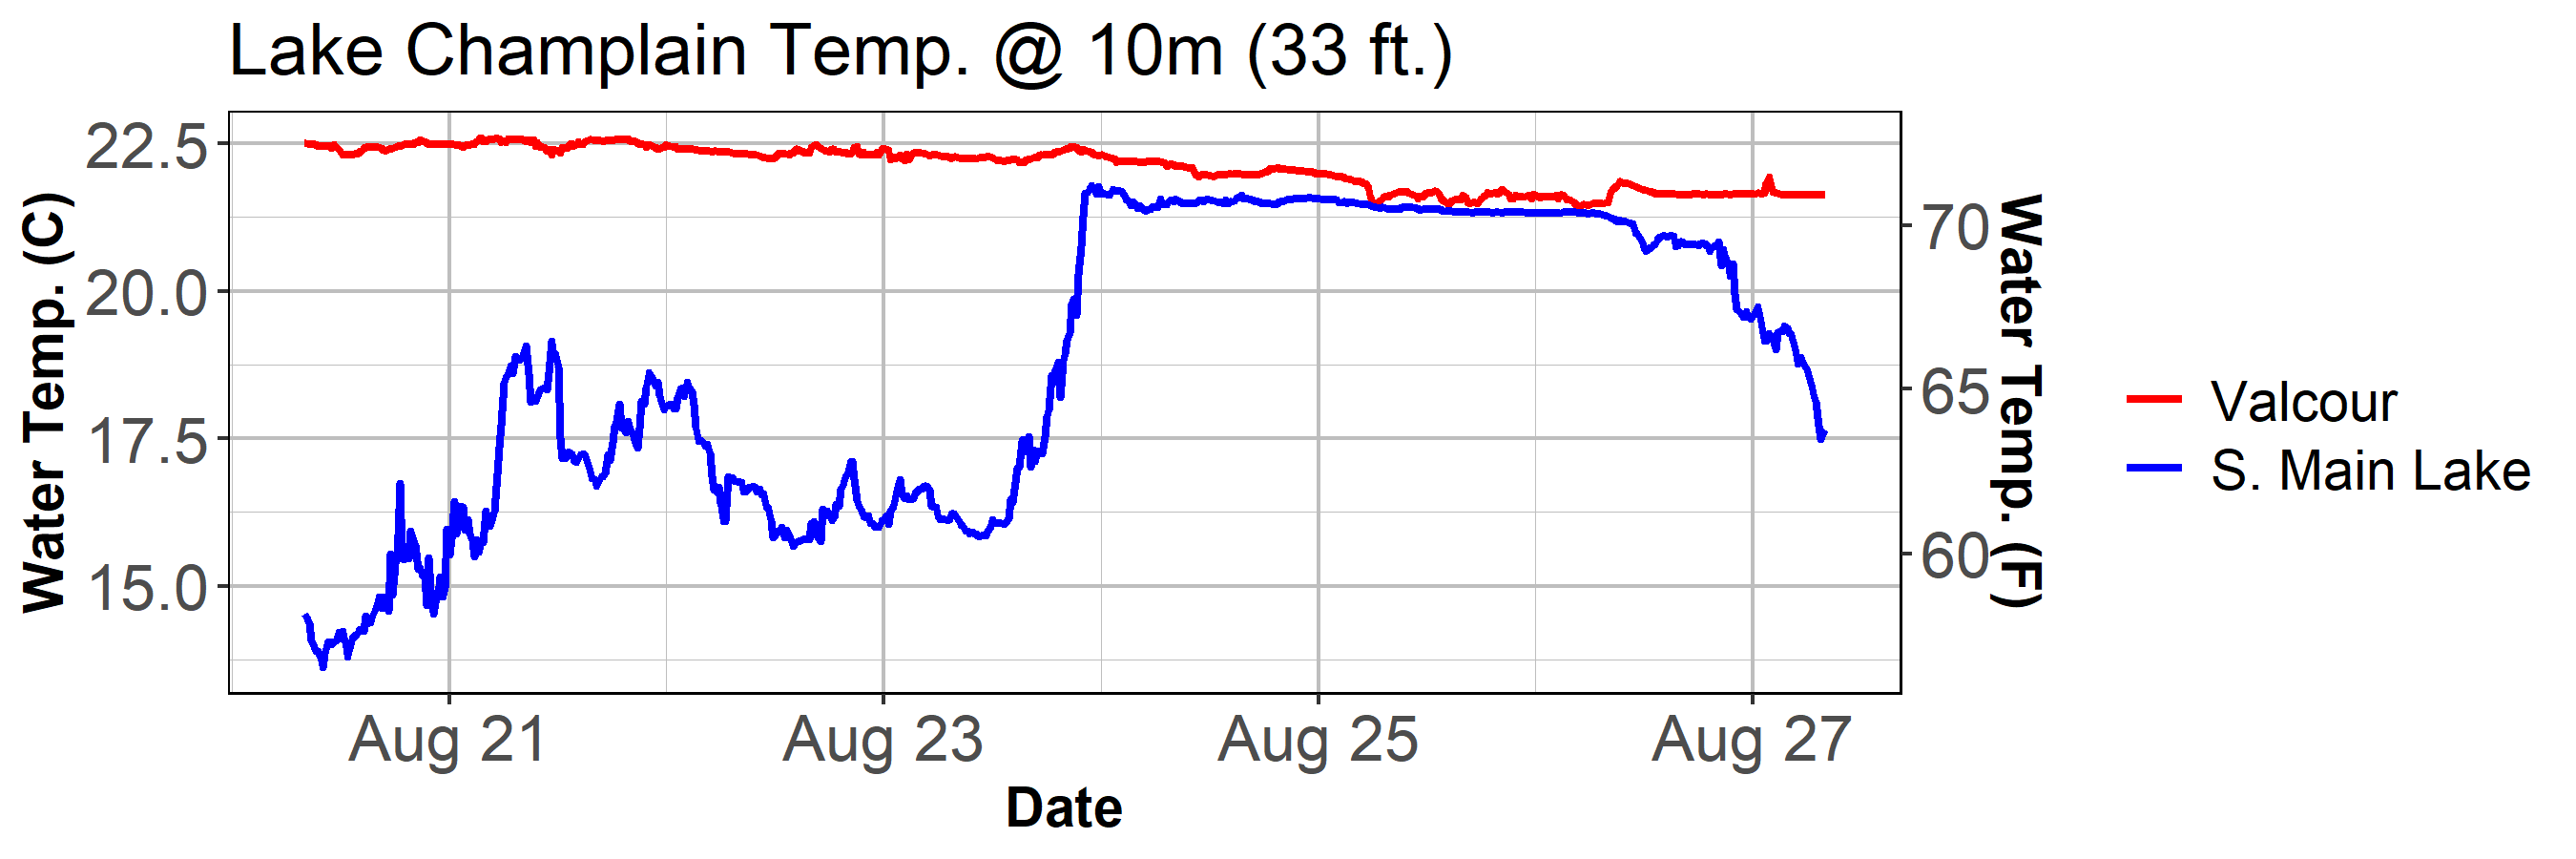 Lake Champlain Temp. @ 10m (33 ft.)
Water Temp. (C)
22.5
20.0
17.5
15.0
70
65
60
Water Temp. (F)
Aug 21
Aug 23
Aug 25
Aug 27
Date
Valcour
S. Main Lake